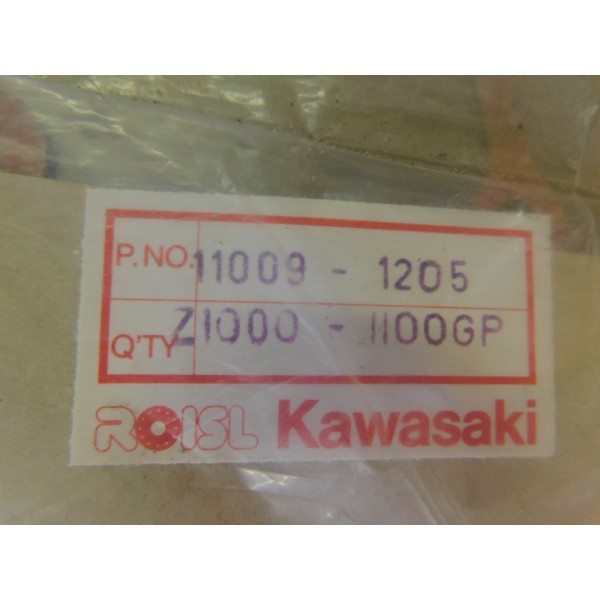 P.NO. 11009 - 1205
Q'TY Z1000 - 1100GP
ROISL Kawasaki